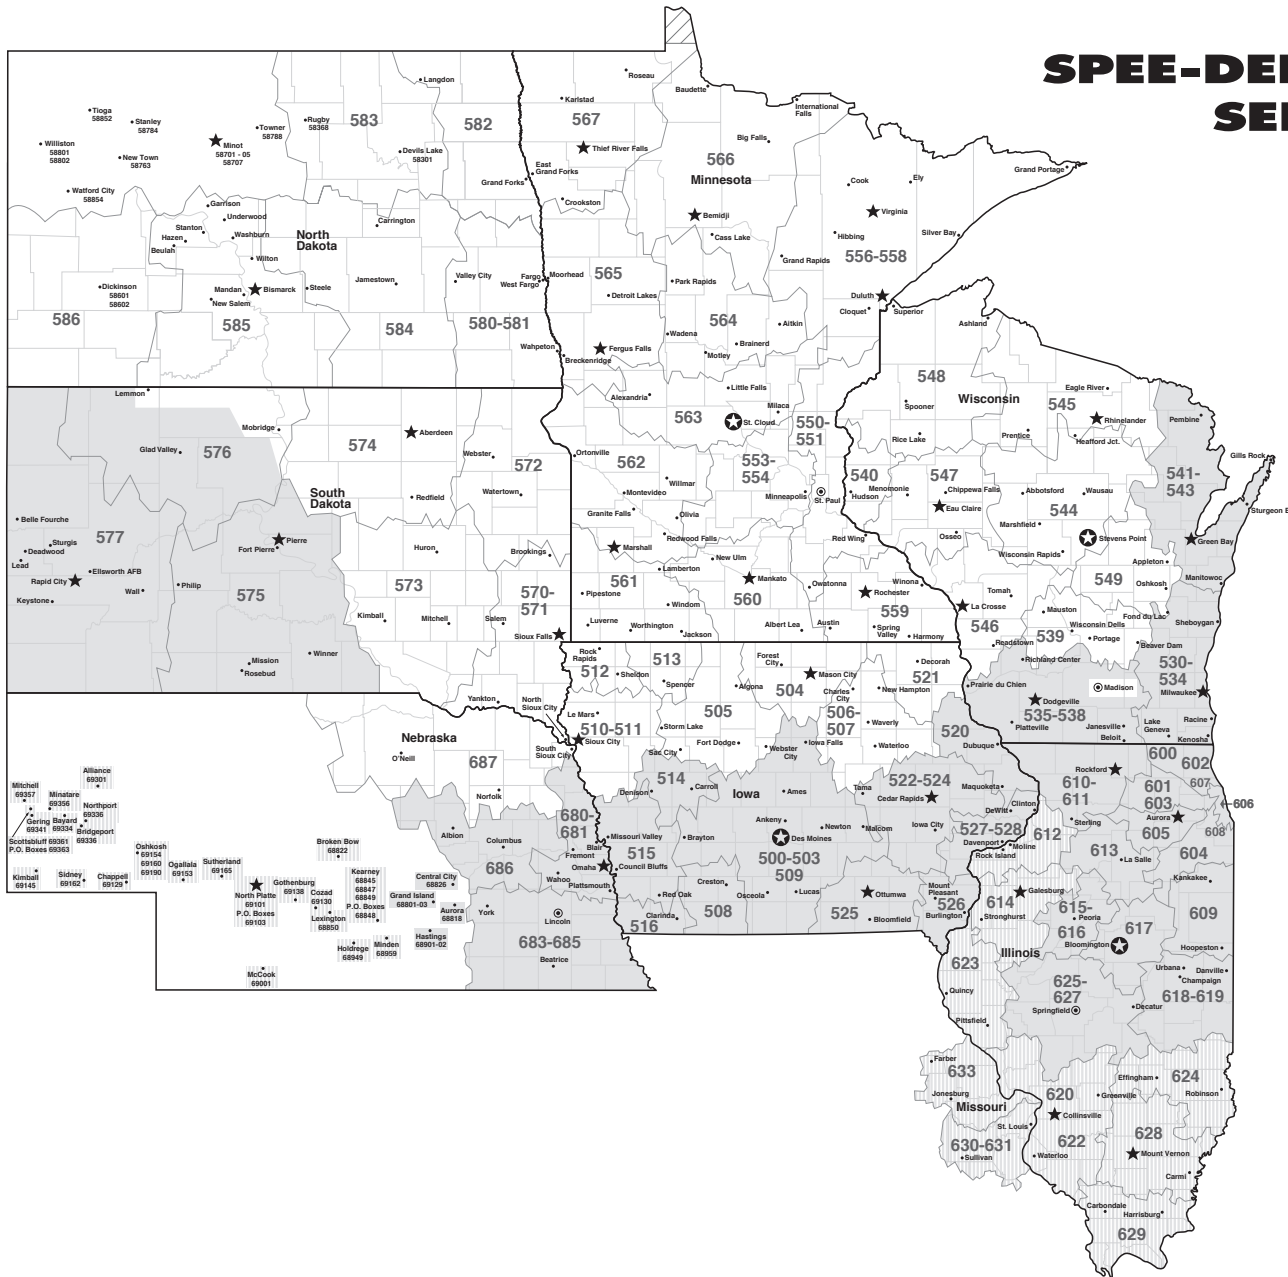 SPEE-DEE
SER
Roseau
Baudette
Langdon
Karlstad
International
Falls
Tioga
58852
Stanley
58784
Rugby
58368
583
582
567
Towner
58788
Big Falls
Minot
58701 - 05
58707
Williston
58801
58802
New Town
58763
Devils Lake
58301
Thief River Falls
566
Minnesota
East
Grand Forks
Grand Forks
Grand Portage
Cook
Ely
Watford City
58854
Garrison
Crookston
Underwood
Stanton
Washburn
Hazen
Beulah
Carrington
North
Dakota
Bemidji
Virginia
Cass Lake
Hibbing
Silver Bay
Wilton
Grand Rapids
556-558
Dickinson
58601
58602
Mandan
Bismarck
New Salem
Steele
Jamestown
Valley City
Fargo
West Fargo
Moorhead
565
Detroit Lakes
Park Rapids
Duluth
Superior
Cloquet
586
585
584
580-581
564
Aitkin
Ashland
Wadena
Brainerd
Motley
Wahpeton
Breckenridge
Fergus Falls
Lemmon
Alexandria
Little Falls
548
Wisconsin
Eagle River
545
Spooner
Rhinelander
Pembine
Mobridge
574
Aberdeen
563
Milaca
St. Cloud
550-
551
Rice Lake
Prentice
Heafford Jct.
Glad Valley
576
Webster
572
Ortonville
562
553-
554
540
547
541-
543
Gills Rock
Watertown
South
Dakota
Redfield
Willmar
Montevideo
Minneapolis
St. Paul
Hudson
Menomonie
Chippewa Falls
Eau Claire
Abbotsford
Wausau
544
Sturgeon B
Belle Fourche
577
Granite Falls
Olivia
Marshfield
Stevens Point
Green Bay
Sturgis
Deadwood
Lead
Pierre
Fort Pierre
Huron
Brookings
Marshall
Redwood Falls
Red Wing
Osseo
Wisconsin Rapids
Appleton
Rapid City
Ellsworth AFB
Wall
Philip
Keystone
575
573
570-
571
561
Lamberton
New Ulm
Mankato
560
Owatonna
Rochester
Winona
Tomah
549
Oshkosh
Manitowoc
Pipestone
Windom
559
La Crosse
546
Mauston
Fond du Lac
Kimball
Mitchell
Salem
Sioux Falls
Luverne
Worthington
Jackson
Albert Lea
Austin
Spring
Valley
Harmony
Wisconsin Dells
539
Portage
Sheboygan
Readstown
Beaver Dam
Winner
Mission
Rosebud
Rock
Rapids
512
Sheldon
513
Spencer
Forest
City
Mason City
Decorah
521
Richland Center
530-
534
Algona
504
Charles
City
New Hampton
Prairie du Chien
Madison
Milwaukee
Yankton
North
Sioux City
Le Mars
510-511
Sioux City
Storm Lake
505
506-
507
Waverly
Dodgeville
535-538
Platteville
Janesville
Beloit
Lake
Geneva
Racine
Kenosha
Nebraska
O'Neill
687
South
Sioux City
Sac City
Fort Dodge
Webster
City
Iowa Falls
Waterloo
520
Dubuque
600
602
Alliance
69301
Mitchell
69357
Minatare
69356
Northport
69336
Norfolk
514
Denison
Carroll
Iowa
Ames
Tama
522-524
Cedar Rapids
Maquoketa
Rockford
610-
611
601
603
607
606
Gering
69341
Bayard
69334
Bridgeport
69336
Scottsbluff 69361
P.O. Boxes 69363
DeWitt
Clinton
Aurora
605
608
680-
681
Albion
Columbus
Missouri Valley
Brayton
Ankeny
Newton
Malcom
Des Moines
Iowa City
527-528
Davenport
Moline
Rock Island
612
Sterling
613
604
Oshkosh
69154
69160
69190
Broken Bow
68822
Blair
Fremont
Omaha
515
Council Bluffs
500-503
509
La Salle
Kankakee
Kimball
69145
Sidney
69162
Chappell
69129
Ogallala
69153
Sutherland
69165
North Platte
69101
P.O. Boxes
69103
Gothenburg
69138
Cozad
69130
Lexington
68850
Kearney
68845
68847
68849
P.O. Boxes
68848
Central City
68826
Grand Island
68801-03
Aurora
68818
686
Wahoo
Plattsmouth
Creston
Red Oak
Osceola
Lucas
Ottumwa
Mount
Pleasant
526
Burlington
614
Galesburg
Stronghurst
615-
616
Peoria
617
Bloomington
609
York
Lincoln
Clarinda
516
508
525
Bloomfield
683-685
Beatrice
Hastings
68901-02
Holdrege
68949
Minden
68959
McCook
69001
Illinois
623
Hoopeston
Urbana
Champaign
Danville
Quincy
625-
627
Springfield
618-619
Decatur
Pittsfield
Farber
633
Jonesburg
Missouri
620
Collinsville
Effingham
Greenville
624
Robinson
St. Louis
630-631
Sullivan
622
Waterloo
628
Mount Vernon
Carmi
Carbondale
Harrisburg
629